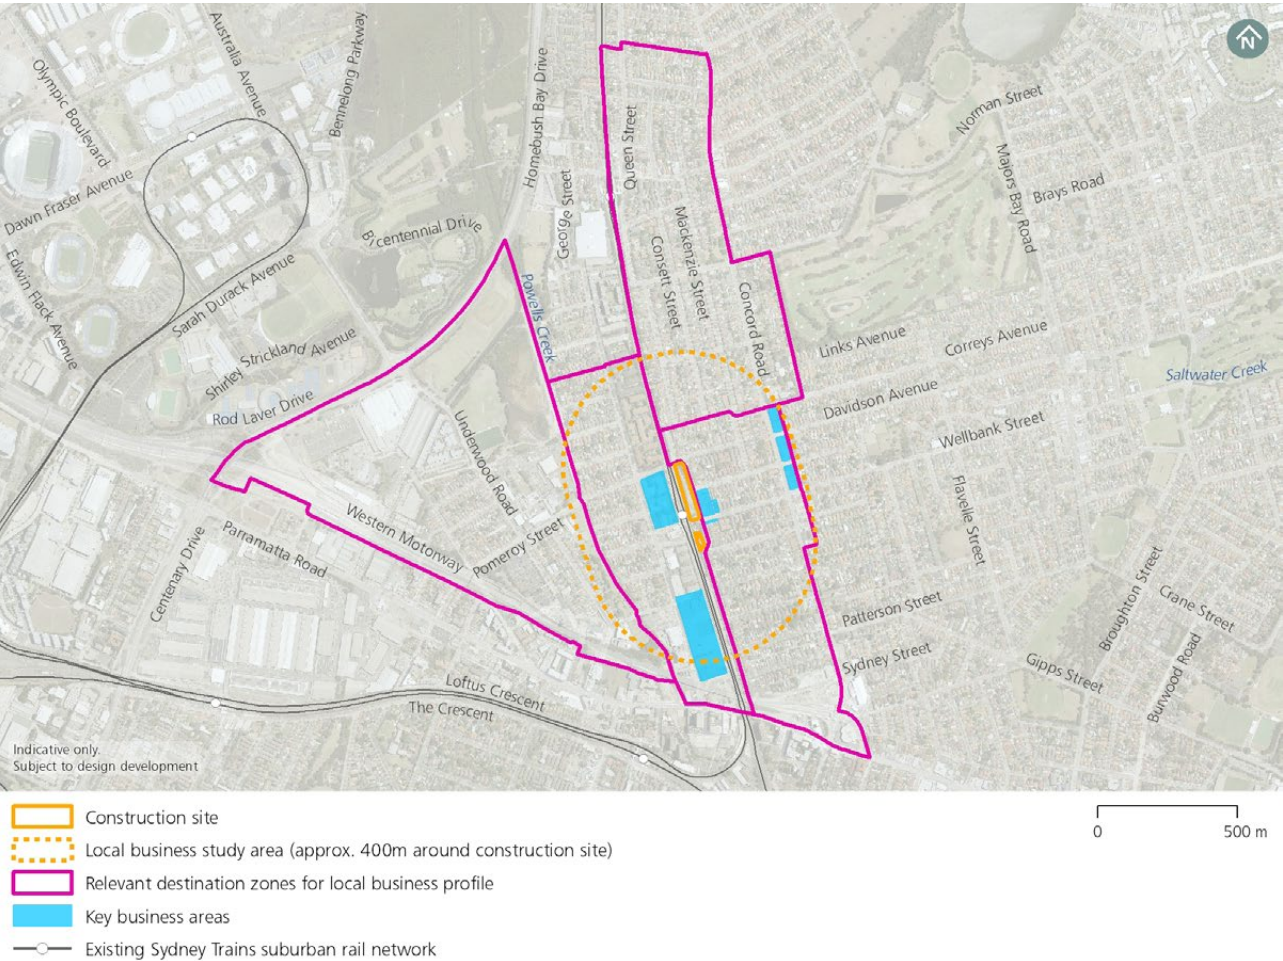 N
Australia Avenue
Bennelong Parkway
Olympic Boulevard
Homebush Bay Drive
Queen Street
Norman Street
Majors Bay Road
Brays Road
Dawn Fraser Avenue
George Street
Bicentennial Drive
Mackenzie Street
Consett Street
Edwin Flack Avenue
Sarah Durack Avenue
Powells Creek
Concord Road
Shirley Strickland Avenue
Links Avenue
Correys Avenue
Saltwater Creek
Rod Laver Drive
Davidson Avenue
Wellbank Street
Underwood Road
Flavelle Street
Western Motorway
Pomeroy Street
Parramatta Road
Centenary Drive
Patterson Street
Broughton Street
Crane Street
Sydney Street
Gipps Street
Burwood Road
Loftus Crescent
The Crescent
Indicative only.
Subject to design development
Construction site
Local business study area (approx. 400m around construction site)
Relevant destination zones for local business profile
Key business areas
Existing Sydney Trains suburban rail network
0 500 m